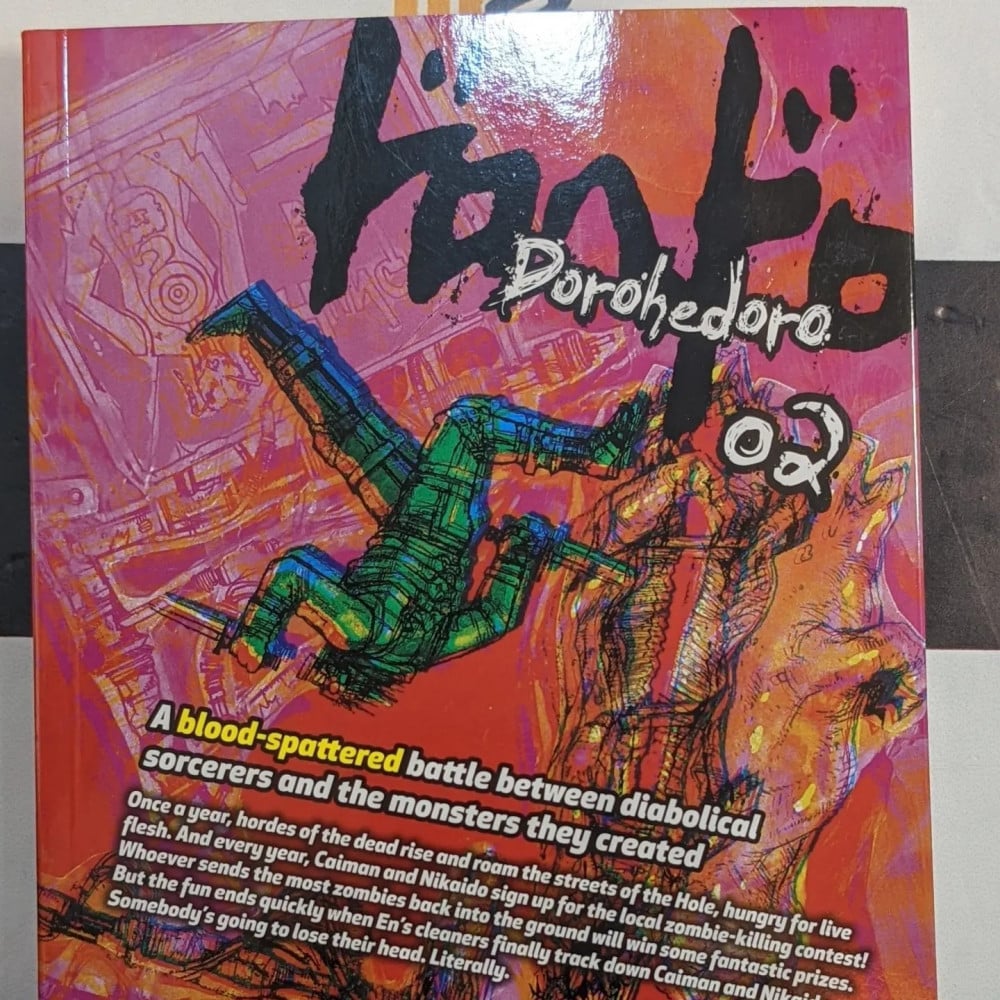 ドロヘドロ
Dorohedoro
02
A blood-spattered battle between diabolical
sorcerers and the monsters they created
Once a year, hordes of the dead rise and roam the streets of the Hole, hungry for live
flesh. And every year, Caiman and Nikaido sign up for the local zombie-killing contest!
Whoever sends the most zombies back into the ground will win some fantastic prizes.
But the fun ends quickly when En's cleaners finally track down Caiman and
Somebody's going to lose their head. Literally.